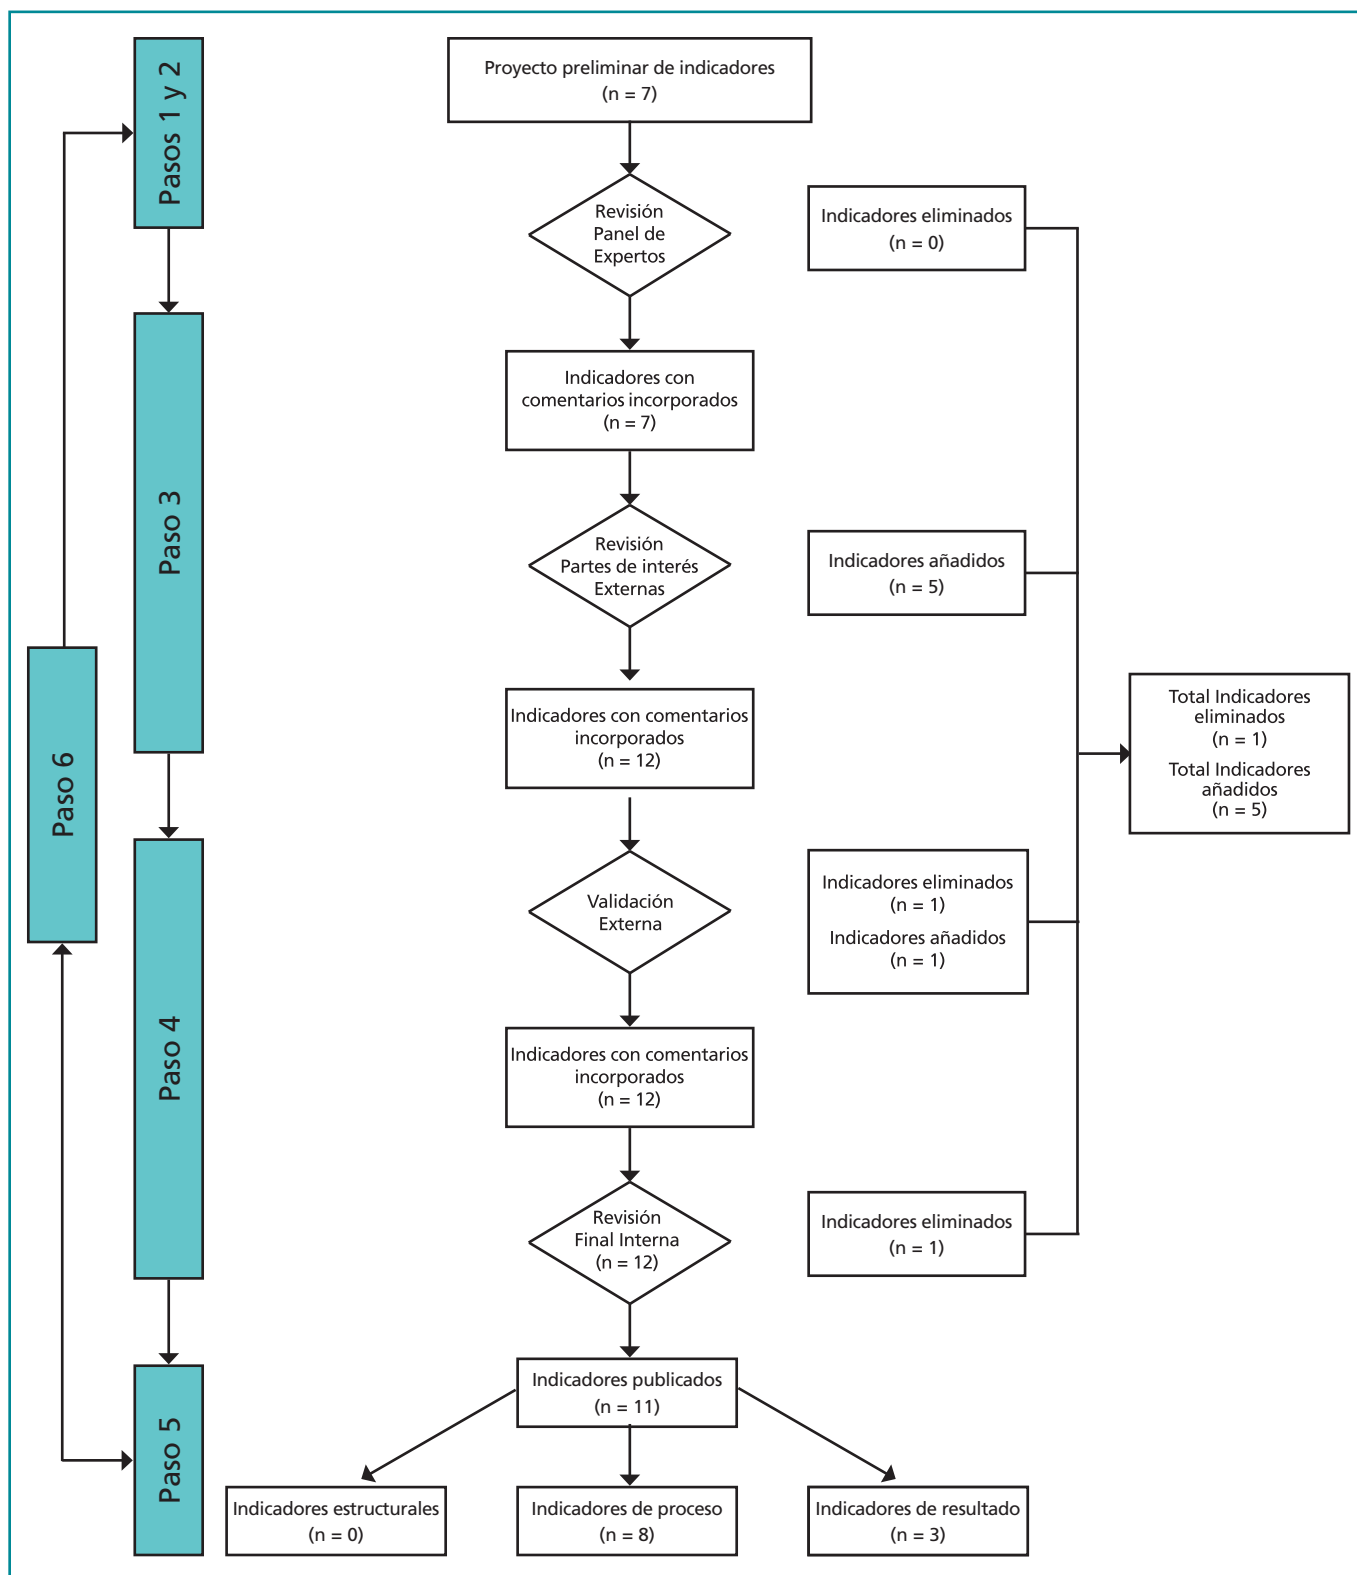 Pasos 1 y 2
Paso 3
Paso 6
Paso 4
Paso 5
Proyecto preliminar de indicadores
(n = 7)
Revisión
Panel de
Expertos
Indicadores eliminados
(n = 0)
Indicadores con
comentarios incorporados
(n = 7)
Revisión
Partes de interés
Externas
Indicadores añadidos
(n = 5)
Indicadores con comentarios
incorporados
(n = 12)
Total Indicadores
eliminados
(n = 1)
Total Indicadores
añadidos
(n = 5)
Validación
Externa
Indicadores eliminados
(n = 1)
Indicadores añadidos
(n = 1)
Indicadores con comentarios
incorporados
(n = 12)
Revisión
Final Interna
(n = 12)
Indicadores eliminados
(n = 1)
Indicadores publicados
(n = 11)
Indicadores estructurales
(n = 0)
Indicadores de proceso
(n = 8)
Indicadores de resultado
(n = 3)